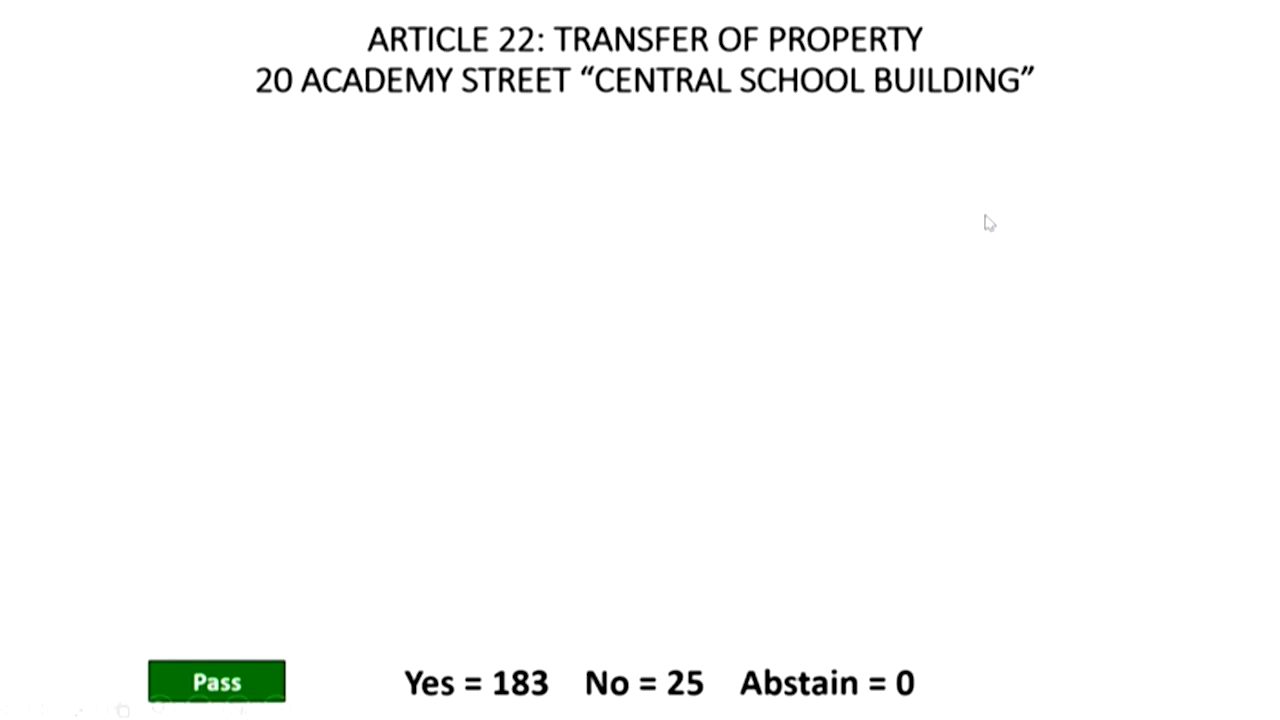 ARTICLE 22: TRANSFER OF PROPERTY
20 ACADEMY STREET “CENTRAL SCHOOL BUILDING”
Pass Yes = 183 No = 25 Abstain = 0